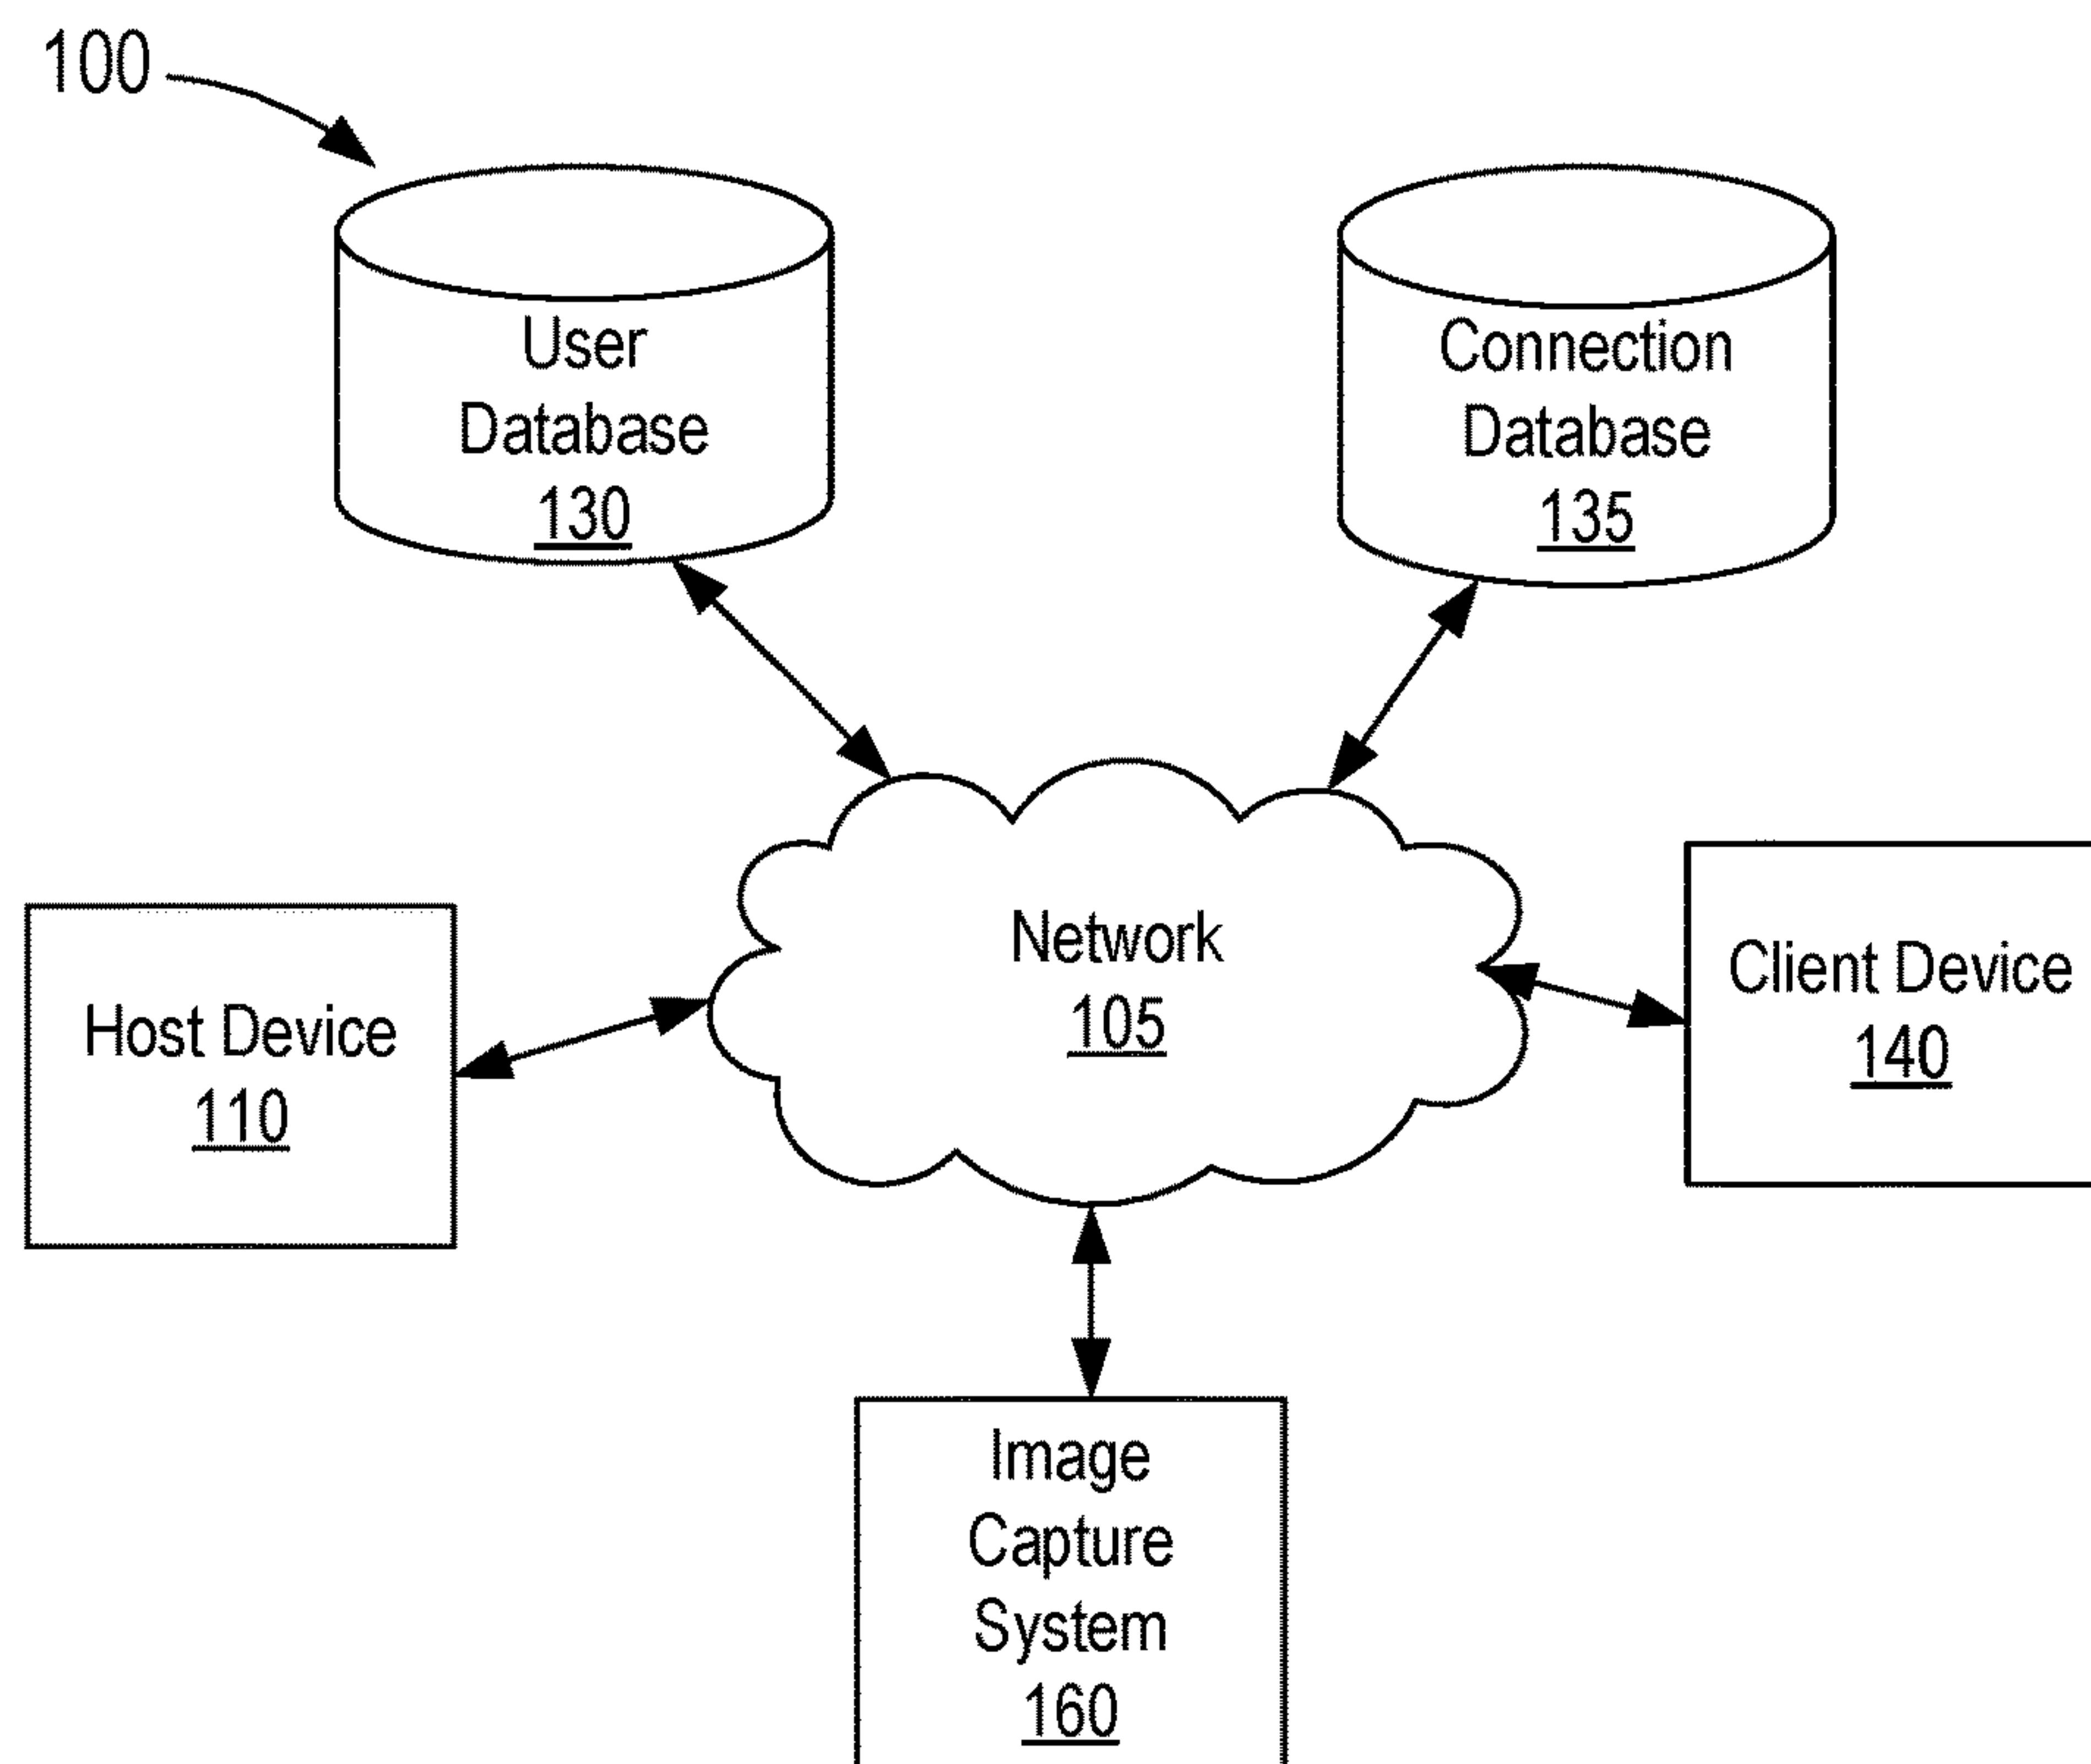 100
User
Database
130
Connection
Database
135
Network
105
Host Device
110
Client Device
140
Image
Capture
System
160